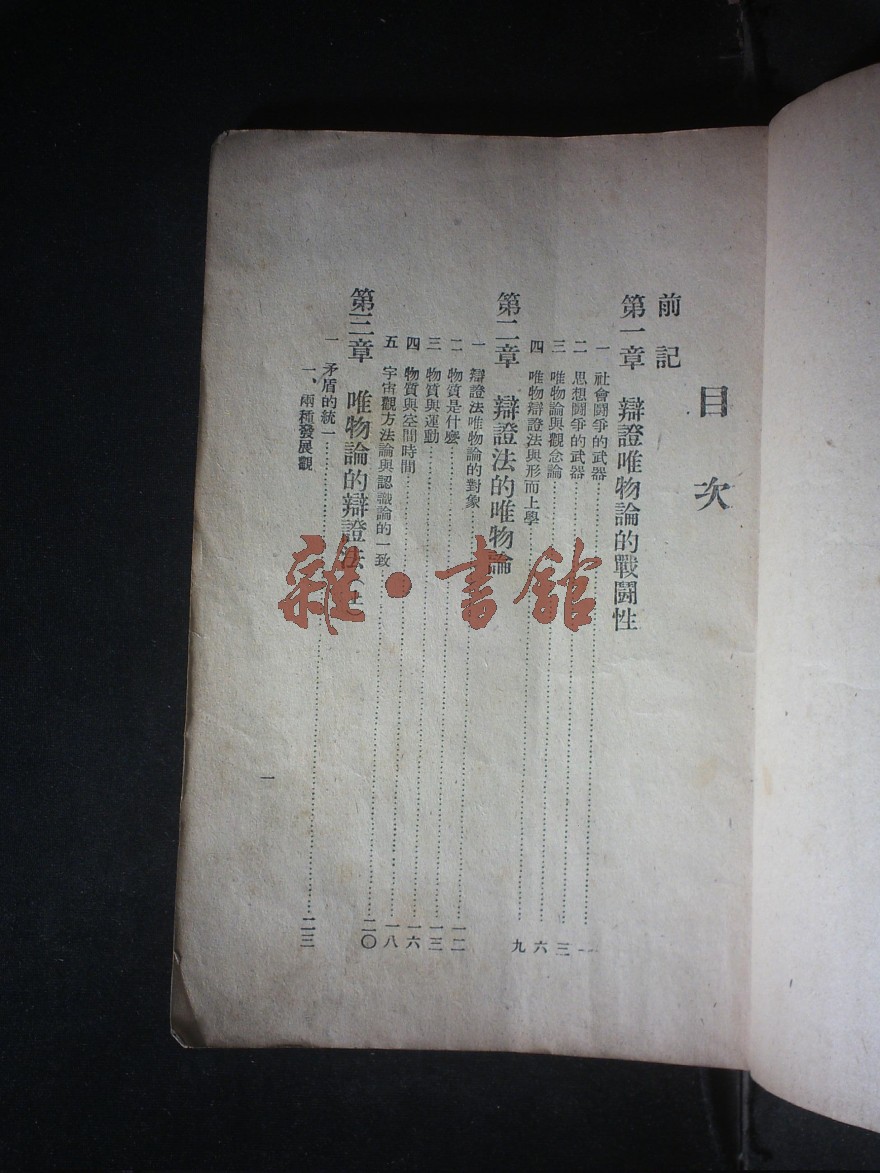 目次
前記
第一章 辯證唯物論的戰鬪性
一 社會鬪爭的武器……一
二 思想鬪爭的武器……三
三 唯物論與觀念論……六
四 唯物辯證法與形而上學……九
第二章 辯證法的唯物論
一 辯證法唯物論的對象……一二
二 物質是什麼……一三
三 物質與運動……一六
四 物質與空間時間……一八
五 宇宙觀方法論與認識論的一致……二〇
第三章 唯物論的辯證法
一 矛盾的統一……二三
一、兩種發展觀
一
雜·書館